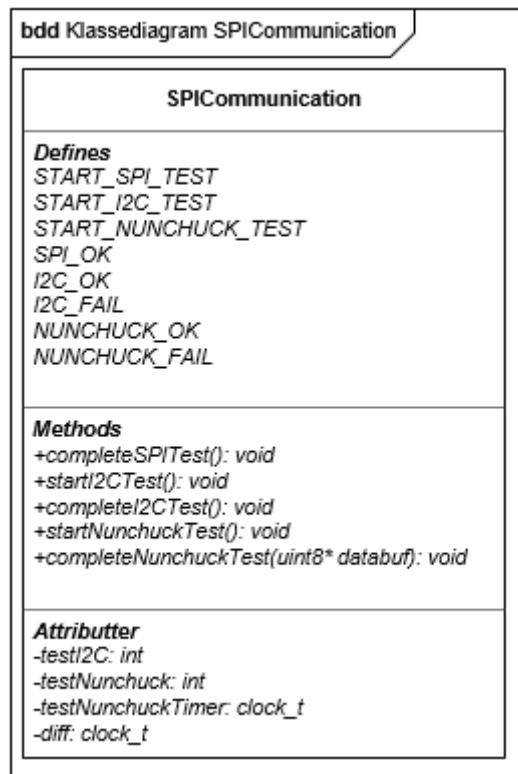 bdd Klassediagram SPICommunication
SPICommunication
Defines
START_SPI_TEST
START_I2C_TEST
START_NUNCHUCK_TEST
SPI_OK
I2C_OK
I2C_FAIL
NUNCHUCK_OK
NUNCHUCK_FAIL
Methods
+completeSPITest(): void
+startI2CTest(): void
+completeI2CTest(): void
+startNunchuckTest(): void
+completeNunchuckTest(uint8* databuf): void
Attributter
-testI2C: int
-testNunchuck: int
-testNunchuckTimer: clock_t
-diff: clock_t